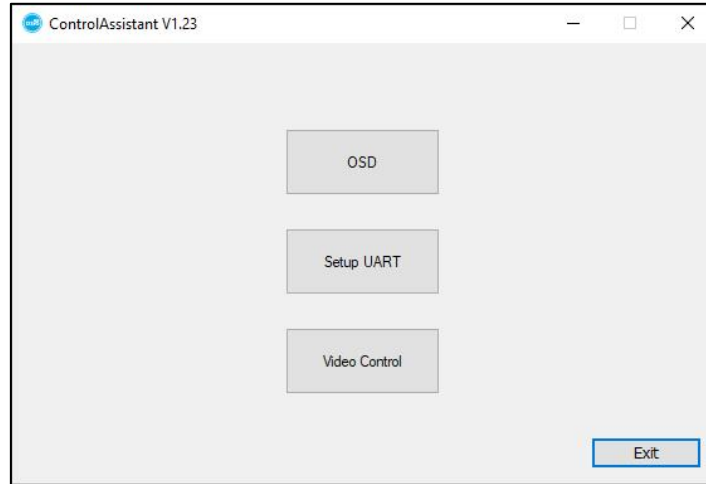 ControlAssistant V1.23
OSD
Setup UART
Video Control
Exit